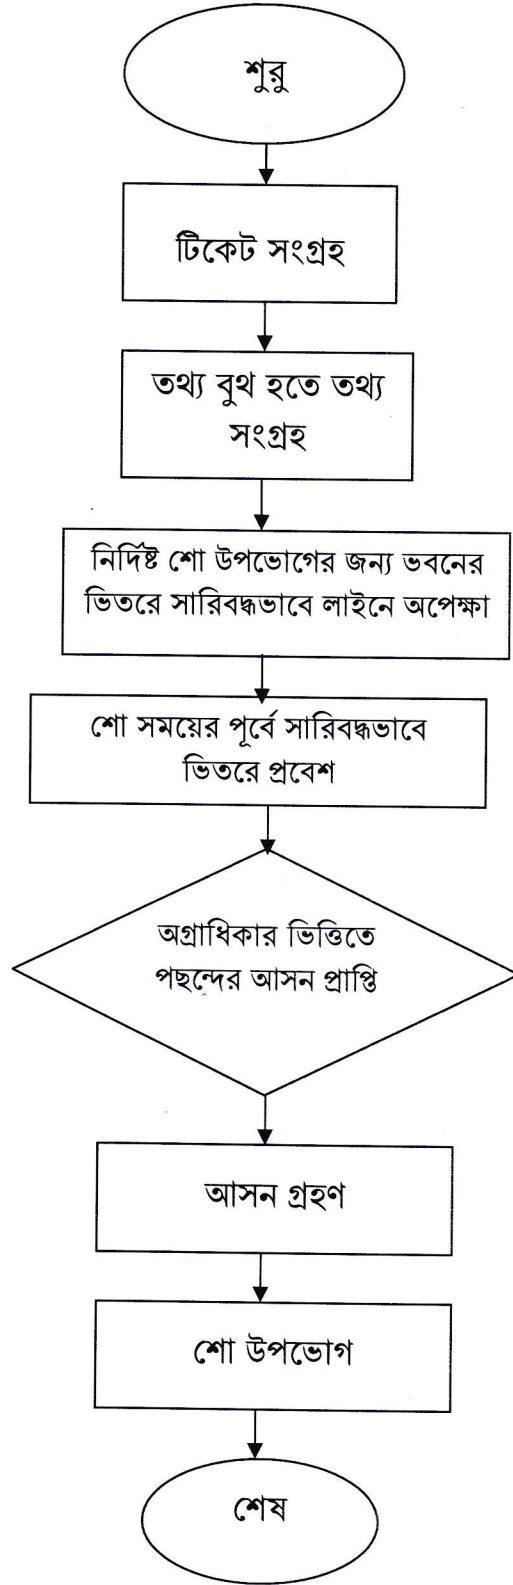 শুরু
টিকেট সংগ্রহ
তথ্য বুথ হতে তথ্য
সংগ্রহ
নির্দিষ্ট শো উপভোগের জন্য ভবনের
ভিতরে সারিবদ্ধভাবে লাইনে অপেক্ষা
শো সময়ের পূর্বে সারিবদ্ধভাবে
ভিতরে প্রবেশ
অগ্রাধিকার ভিত্তিতে
পছন্দের আসন প্রাপ্তি
আসন গ্রহণ
শো উপভোগ
শেষ